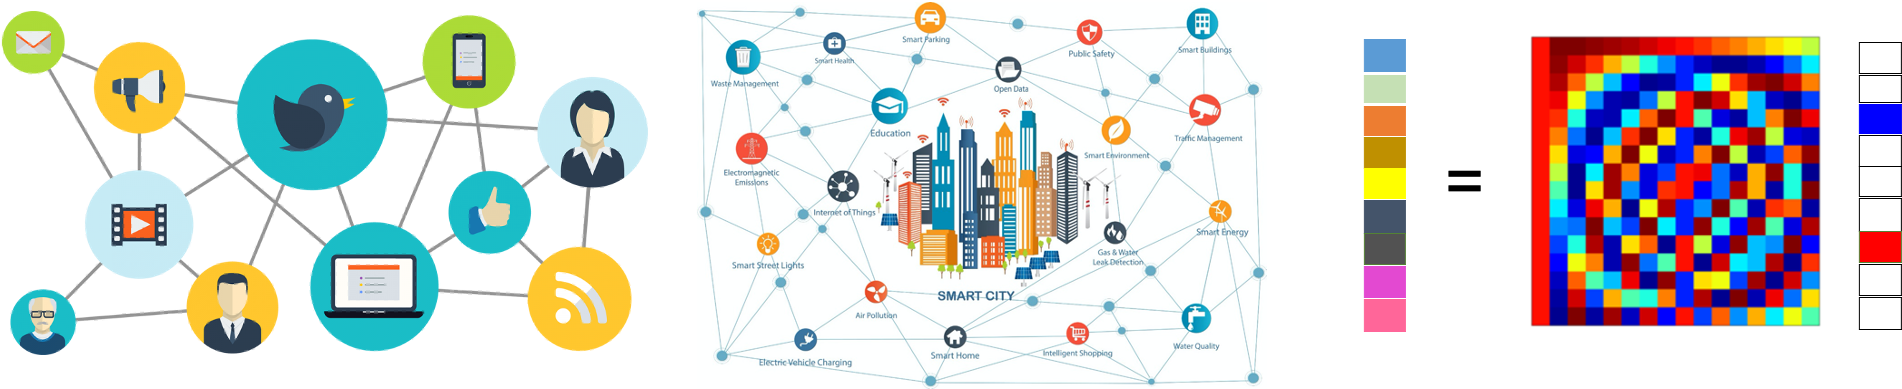 Smart Parking
Smart Health
Public Safety
Smart Buildings
Waste Management
Open Data
Education
Traffic Management
Smart Environment
Electromagnetic
Emissions
Internet of Things
Smart Energy
Gas & Water
Leak Detection
Smart Street Lights
SMART CITY
Air Pollution
Electric Vehicle Charging
Smart Home
Intelligent Shopping
Water Quality
=